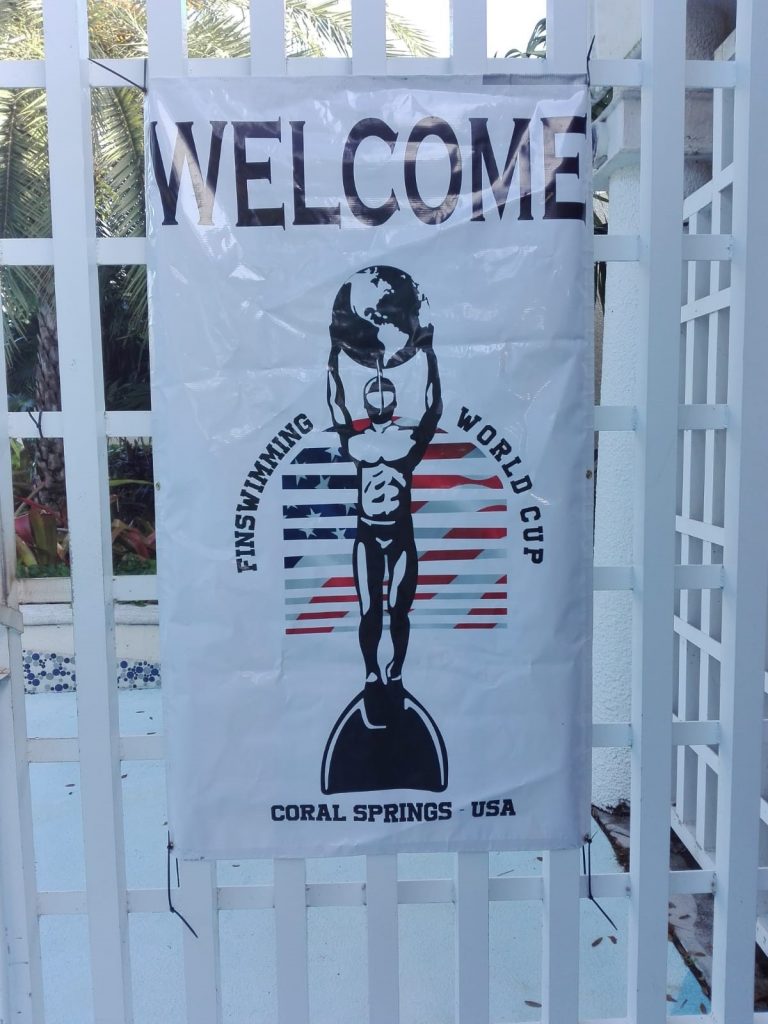 WELCOME
FINSWIMMING WORLD CUP
CORAL SPRINGS - USA